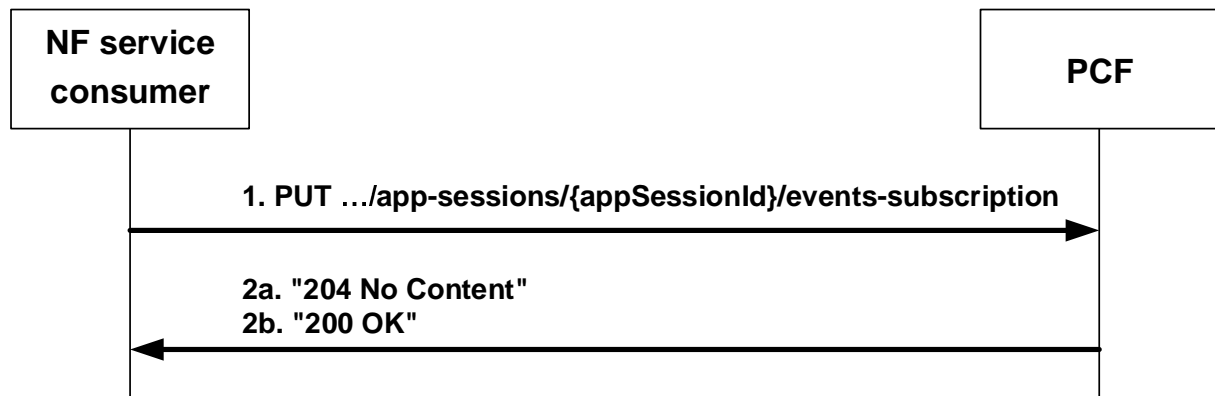 NF service
consumer
PCF
1. PUT …/app-sessions/{appSessionId}/events-subscription
2a. "204 No Content"
2b. "200 OK"